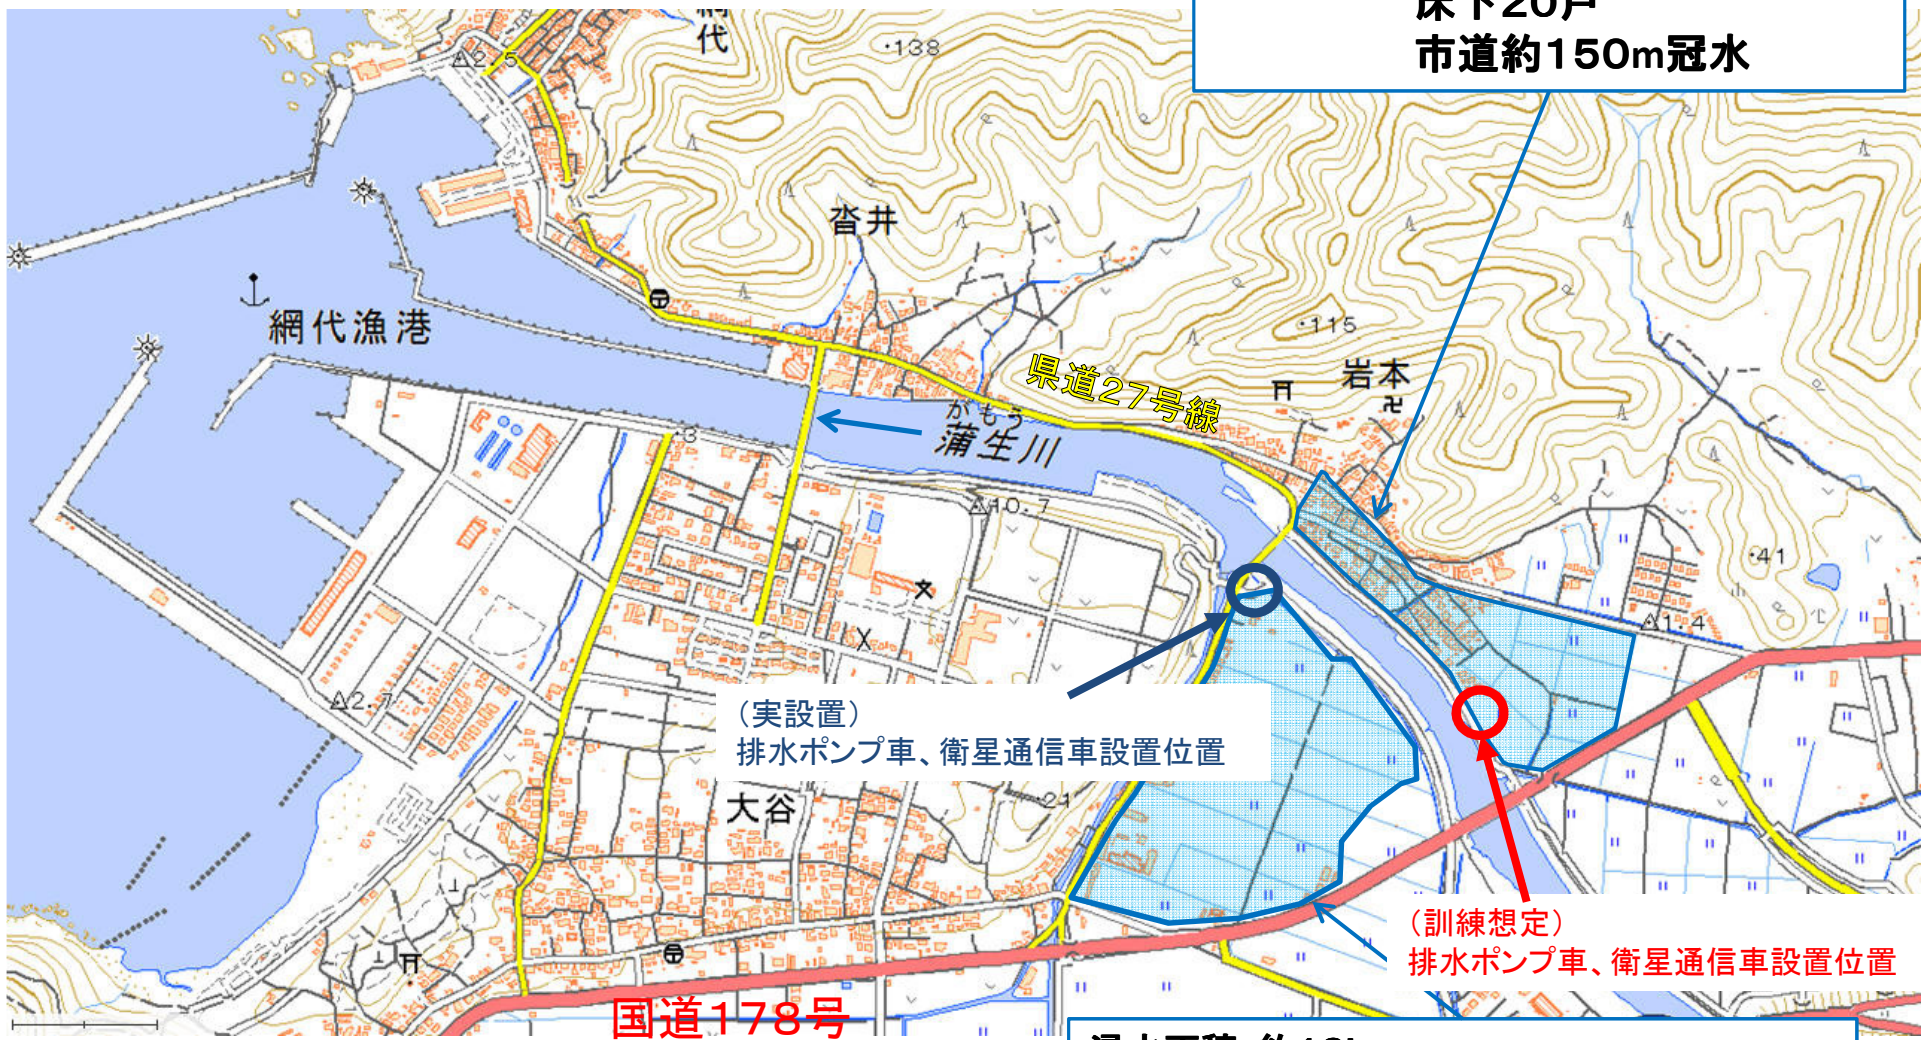 床下20戸
市道約150m冠水
網代
・138
△2.5
沓井
網代漁港
・115
岩本
県道27号線
がもう
蒲生川
△10.7
・41
△1.4
△2.7
(実設置)
排水ポンプ車、衛星通信車設置位置
・21
大谷
(訓練想定)
排水ポンプ車、衛星通信車設置位置
国道178号